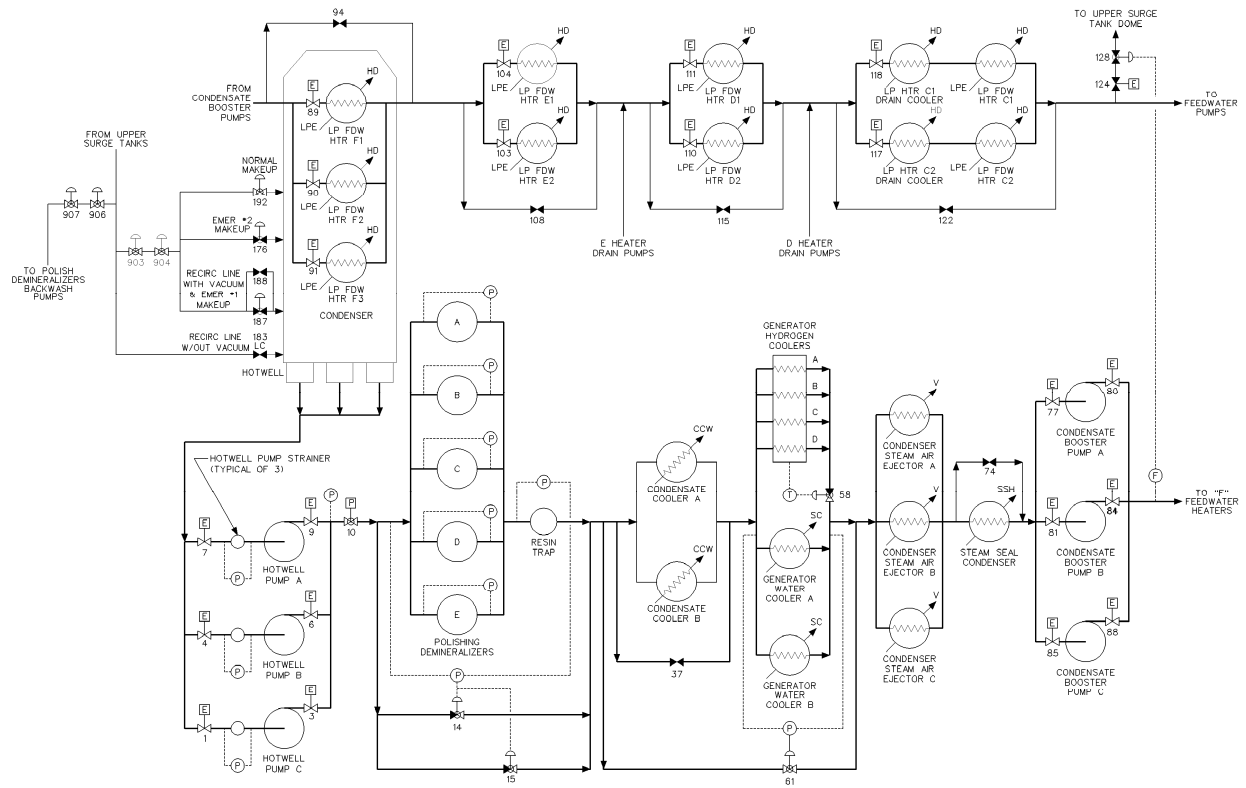 94
TO UPPER SURGE
TANK DOME
HD
HD
HD
HD
HD
E
104
LPE
LP FDW
HTR E1
E
111
LPE
LP FDW
HTR D1
E
118
LP HTR C1
DRAIN COOLER
LPE
LP FDW
HTR C1
128
D
124
E
FROM
CONDENSATE
BOOSTER
PUMPS
E
89
LPE
HD
LP FDW
HTR F1
TO
FEEDWATER
PUMPS
E
103
LPE
HD
LP FDW
HTR E2
E
110
LPE
HD
LP FDW
HTR D2
E
117
HD
LP HTR C2
DRAIN COOLER
LPE
HD
LP FDW
HTR C2
108
115
122
E HEATER
DRAIN PUMPS
D HEATER
DRAIN PUMPS
FROM UPPER
SURGE TANKS
NORMAL
MAKEUP
192
E
90
LPE
HD
LP FDW
HTR F2
907
906
EMER #2
MAKEUP
176
903
904
E
91
LPE
HD
LP FDW
HTR F3
TO POLISH
DEMINERALIZERS
BACKWASH
PUMPS
RECIRC LINE
WITH VACUUM
& EMER #1
MAKEUP
188
187
CONDENSER
RECIRC LINE
W/OUT VACUUM
183
LC
HOTWELL
P
A
P
B
P
C
P
D
P
E
POLISHING
DEMINERALIZERS
P
RESIN
TRAP
HOTWELL PUMP STRAINER
(TYPICAL OF 3)
E
7
P
E
9
HOTWELL
PUMP A
P
P
10
E
4
P
E
6
HOTWELL
PUMP B
E
1
P
E
3
HOTWELL
PUMP C
P
14
15
CCW
CONDENSATE
COOLER A
CCW
CONDENSATE
COOLER B
37
GENERATOR
HYDROGEN
COOLERS
A
B
C
D
T
58
SC
GENERATOR
WATER
COOLER A
SC
GENERATOR
WATER
COOLER B
P
61
V
CONDENSER
STEAM AIR
EJECTOR A
V
CONDENSER
STEAM AIR
EJECTOR B
V
CONDENSER
STEAM AIR
EJECTOR C
74
SSH
STEAM SEAL
CONDENSER
E
77
E
80
CONDENSATE
BOOSTER
PUMP A
E
81
E
84
CONDENSATE
BOOSTER
PUMP B
E
85
E
88
CONDENSATE
BOOSTER
PUMP C
F
TO "F"
FEEDWATER
HEATERS